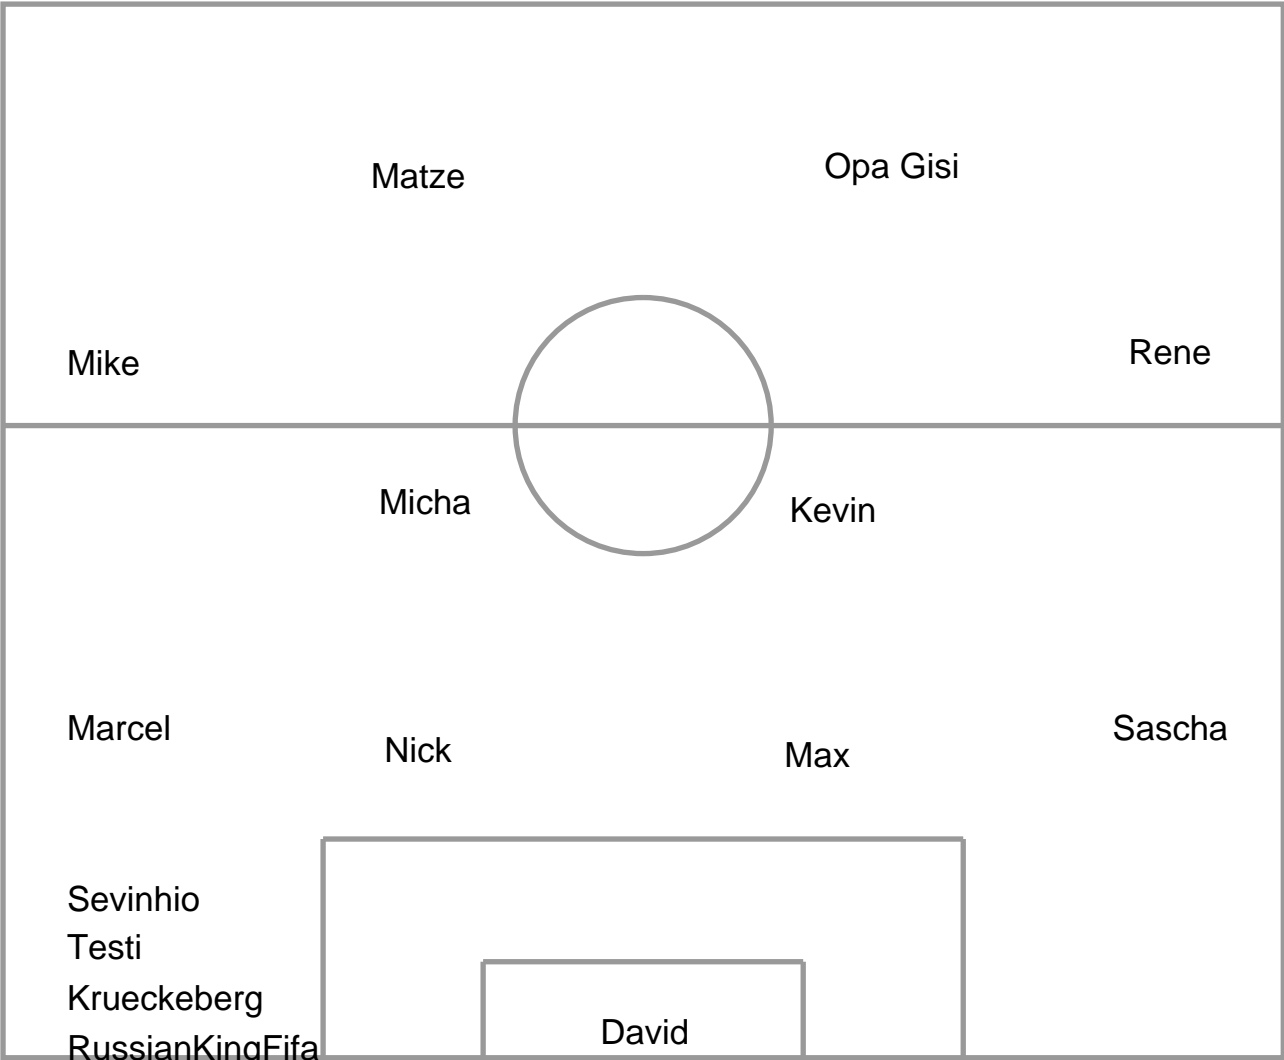 Matze
Opa Gisi
Mike
Rene
Micha
Kevin
Marcel
Nick
Max
Sascha
Sevinhio
Testi
Krueckeberg
RussianKingFifa
David